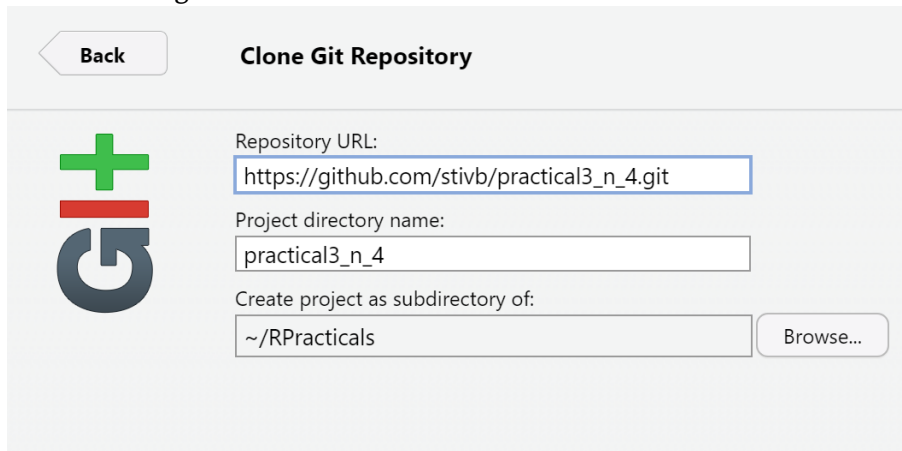 Back
Clone Git Repository
Repository URL:
https://github.com/stivb/practical3_n_4.git
Project directory name:
practical3_n_4
Create project as subdirectory of:
~/RPracticals
Browse...
GIT